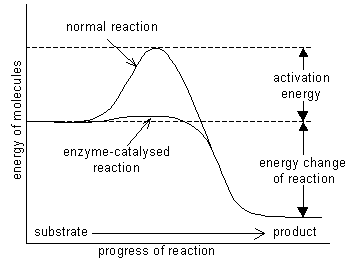 normal reaction
energy of molecules
activation
energy
enzyme-catalysed
reaction
energy change
of reaction
substrate
product
progress of reaction